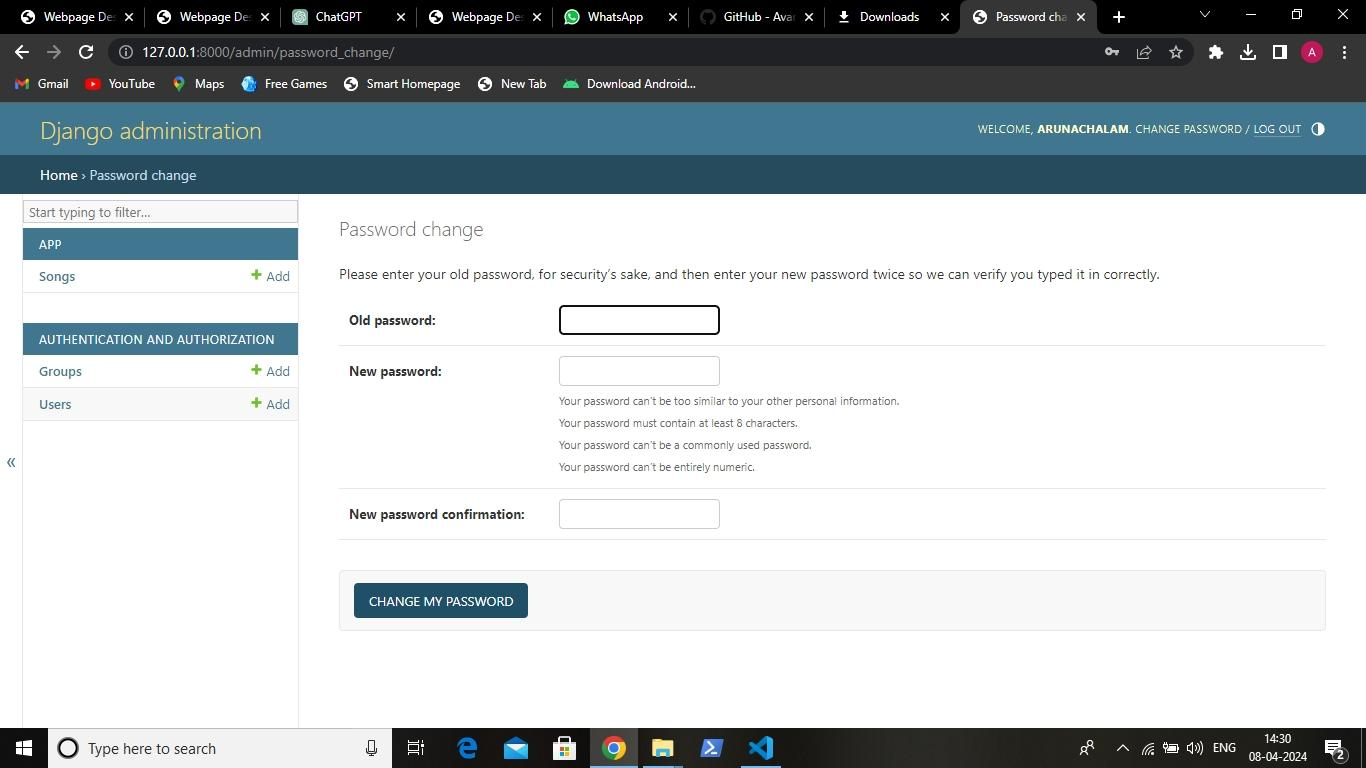 Webpage De
Webpage De
ChatGPT
Webpage De
WhatsApp
GitHub - Ava
Downloads
Password cha
127.0.0.1:8000/admin/password_change/
A
Gmail
YouTube
Maps
Free Games
Smart Homepage
New Tab
Download Android...
Django administration
WELCOME, ARUNACHALAM. CHANGE PASSWORD / LOG OUT
Home › Password change
Start typing to filter...
APP
Songs
+ Add
AUTHENTICATION AND AUTHORIZATION
Groups
+ Add
Users
+ Add
«
Password change
Please enter your old password, for security’s sake, and then enter your new password twice so we can verify you typed it in correctly.
Old password:
New password:
Your password can’t be too similar to your other personal information.
Your password must contain at least 8 characters.
Your password can’t be a commonly used password.
Your password can’t be entirely numeric.
New password confirmation:
CHANGE MY PASSWORD
Type here to search
ENG
14:30
08-04-2024
2